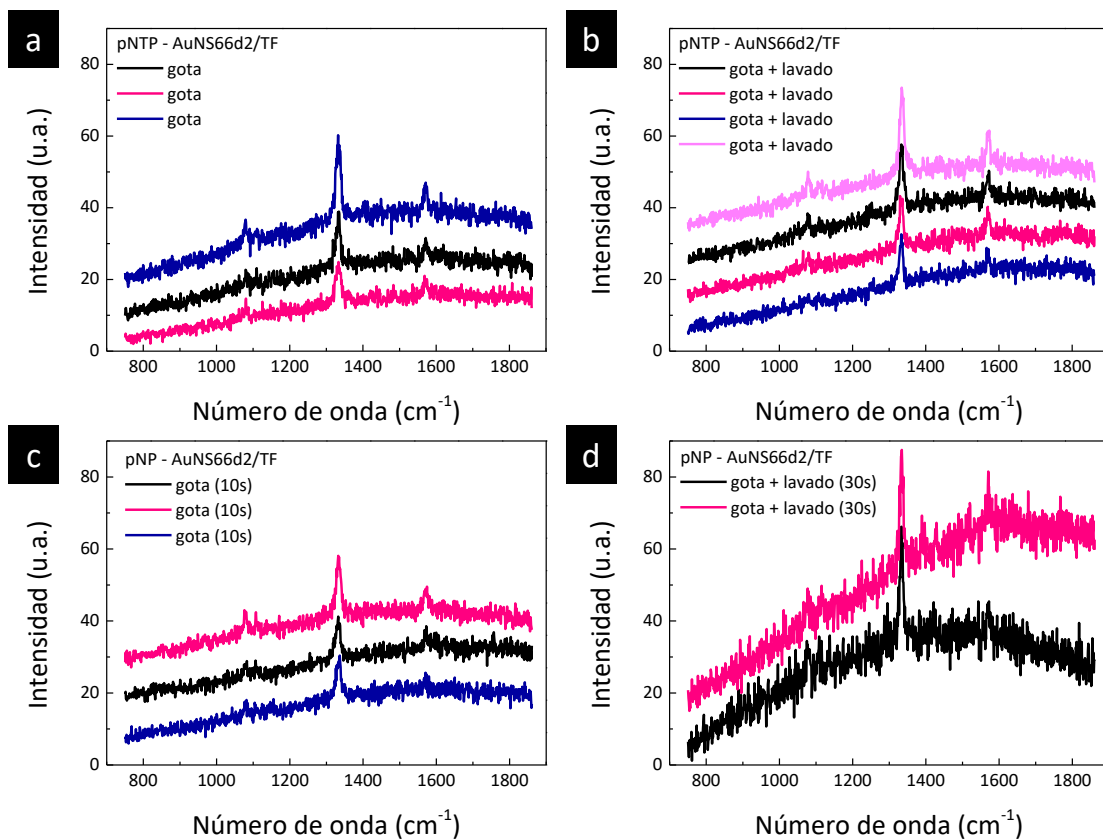 a
pNTP - AuNS66d2/TF
gota
gota
gota
80
60
40
20
0
800 1000 1200 1400 1600 1800
Intensidad (u.a.)
Número de onda (cm-1)
b
pNTP - AuNS66d2/TF
gota + lavado
gota + lavado
gota + lavado
gota + lavado
80
60
40
20
0
800 1000 1200 1400 1600 1800
Intensidad (u.a.)
Número de onda (cm-1)
c
pNP - AuNS66d2/TF
gota (10s)
gota (10s)
gota (10s)
80
60
40
20
0
800 1000 1200 1400 1600 1800
Intensidad (u.a.)
Número de onda (cm-1)
d
pNP - AuNS66d2/TF
gota + lavado (30s)
gota + lavado (30s)
80
60
40
20
0
800 1000 1200 1400 1600 1800
Intensidad (u.a.)
Número de onda (cm-1)